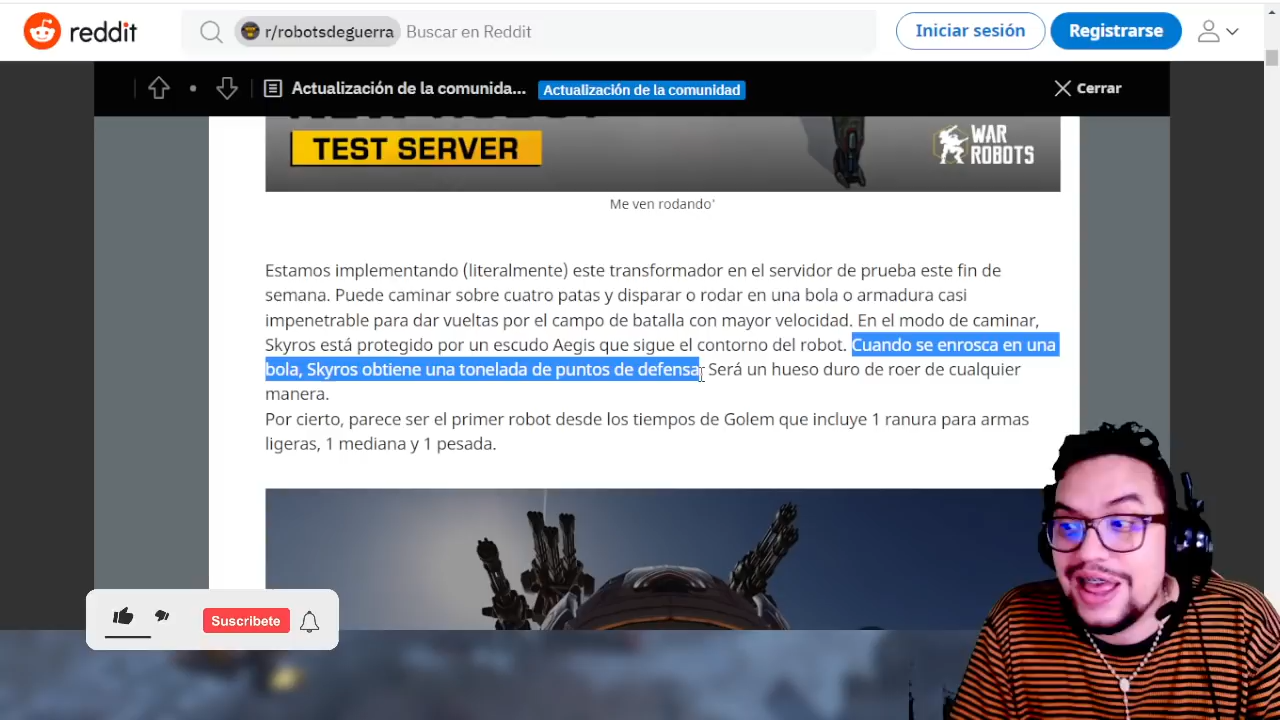 reddit
r/robotsdeguerra
Buscar en Reddit
Iniciar sesión
Registrarse
Actualización de la comunida...
Actualización de la comunidad
Cerrar
TEST SERVER
WAR
ROBOTS
Me ven rodando'
Estamos implementando (literalmente) este transformador en el servidor de prueba este fin de
semana. Puede caminar sobre cuatro patas y disparar o rodar en una bola o armadura casi
impenetrable para dar vueltas por el campo de batalla con mayor velocidad. En el modo de caminar,
Skyros está protegido por un escudo Aegis que sigue el contorno del robot. Cuando se enrosca en una
bola, Skyros obtiene una tonelada de puntos de defensa. Será un hueso duro de roer de cualquier
manera.
Por cierto, parece ser el primer robot desde los tiempos de Golem que incluye 1 ranura para armas
ligeras, 1 mediana y 1 pesada.
Suscribete